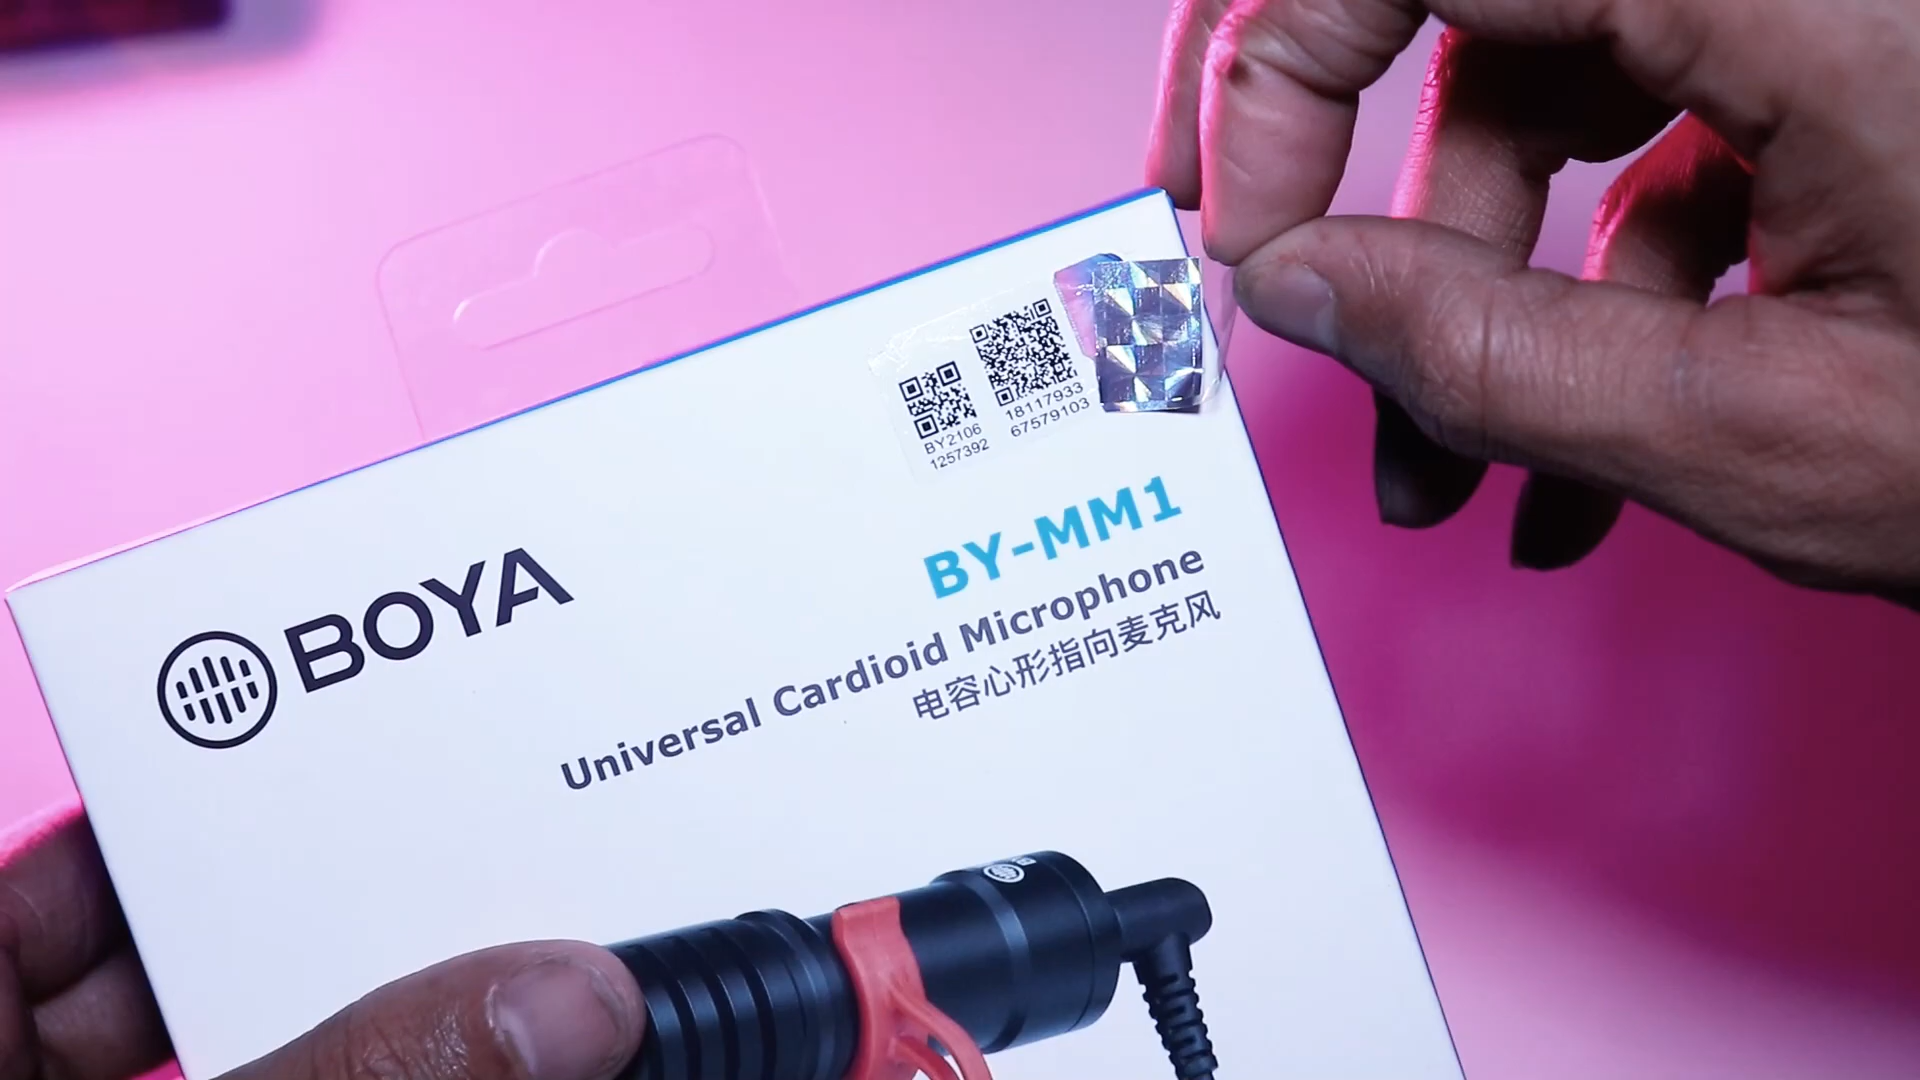 BY2106
1257392
18117933
67579103
BOYA
BY-MM1
Universal Cardioid Microphone
电容心形指向麦克风